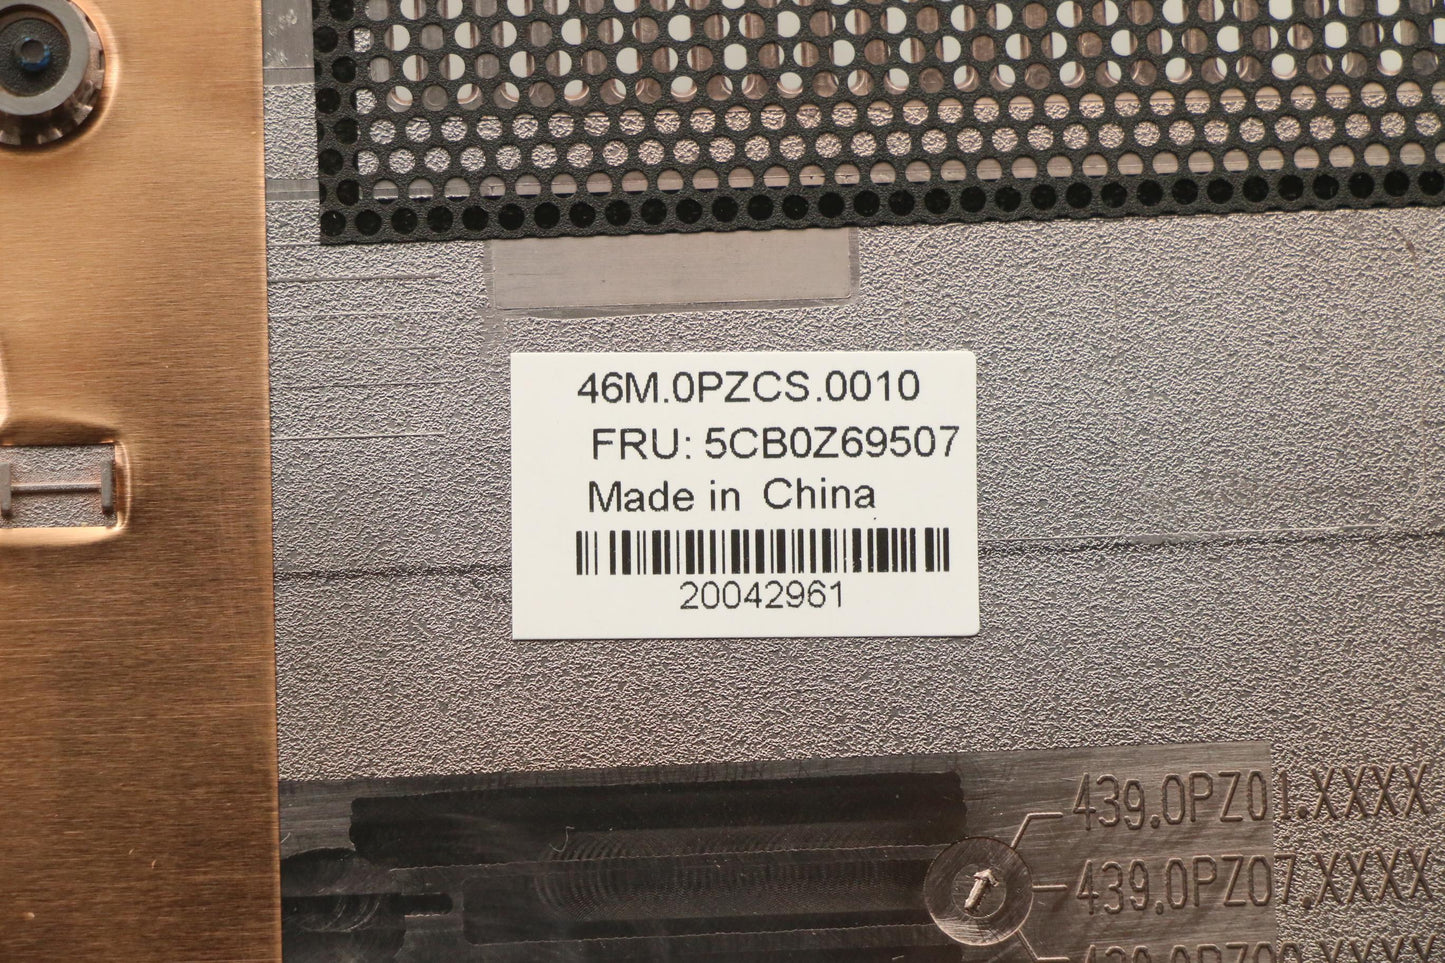 46M.0PZCS.0010
FRU: 5CB0Z69507
Made in China
20042961
439.0PZ01.XXXX
439.0PZ07.XXXX